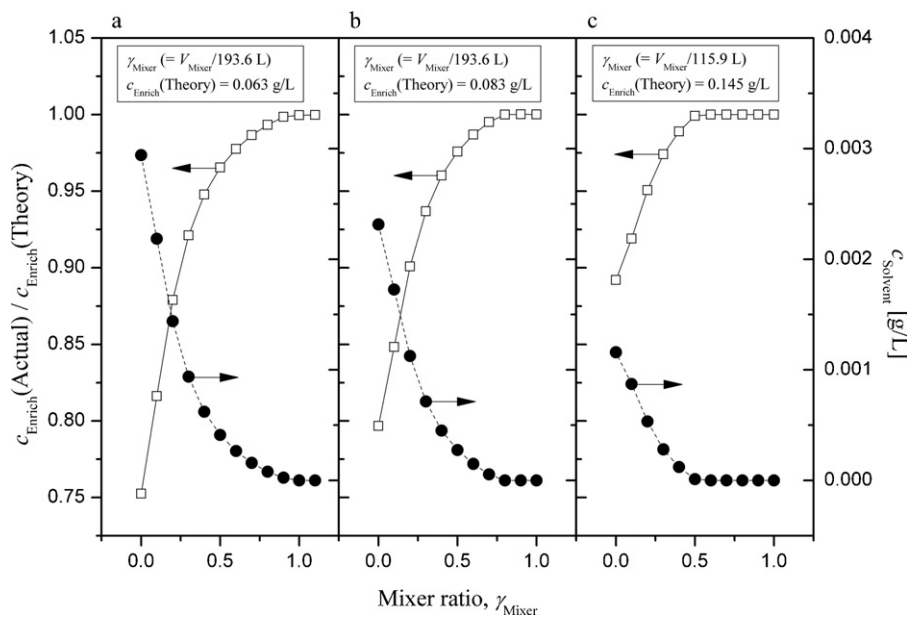 a
b
c
γMixer (= VMixer/193.6 L)
cEnrich(Theory) = 0.063 g/L
γMixer (= VMixer/193.6 L)
cEnrich(Theory) = 0.083 g/L
γMixer (= VMixer/115.9 L)
cEnrich(Theory) = 0.145 g/L
cEnrich(Actual) / cEnrich(Theory)
1.05
1.00
0.95
0.90
0.85
0.80
0.75
0.004
0.003
0.002
0.001
0.000
cSolvent [g/L]
0.0 0.5 1.0 0.0 0.5 1.0 0.0 0.5 1.0
Mixer ratio, γMixer